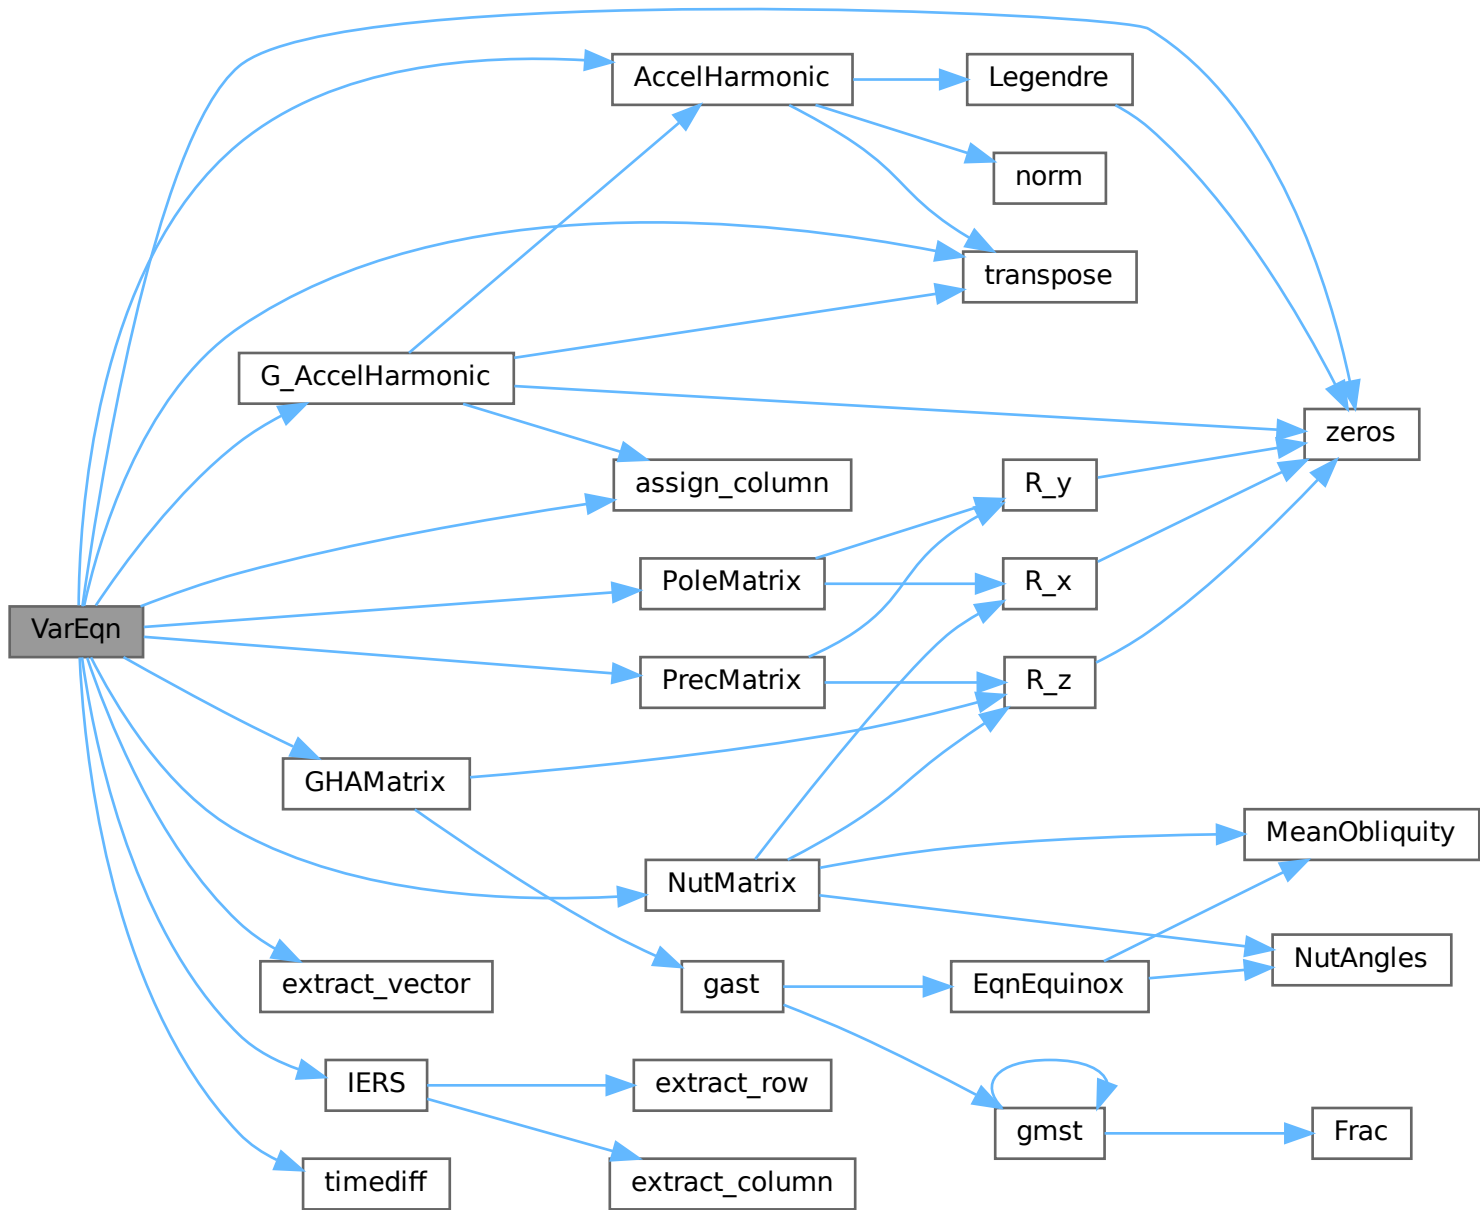 AccelHarmonic
Legendre
norm
transpose
G_AccelHarmonic
zeros
assign_column
R_y
PoleMatrix
R_x
VarEqn
PrecMatrix
R_z
GHAMatrix
MeanObliquity
NutMatrix
NutAngles
extract_vector
gast
EqnEquinox
IERS
extract_row
gmst
Frac
timediff
extract_column